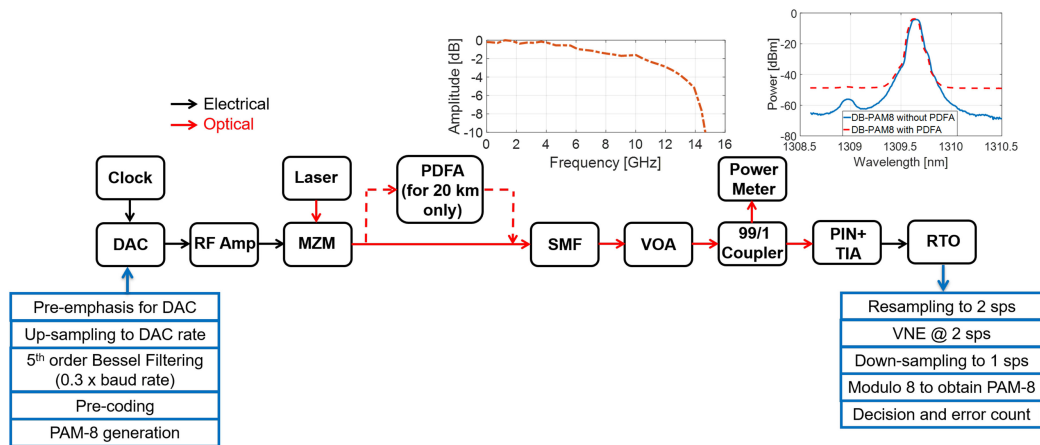 Electrical
Optical
Amplitude [dB]
0
-2
-4
-6
-8
-10
0 2 4 6 8 10 12 14 16
Frequency [GHz]
Power [dBm]
0
-20
-40
-60
-80
DB-PAM8 without PDFA
DB-PAM8 with PDFA
1308.5 1309 1309.5 1310 1310.5
Wavelength [nm]
Clock
Laser
PDFA
(for 20 km
only)
Power
Meter
DAC
RF Amp
MZM
SMF
VOA
99/1
Coupler
PIN+
TIA
RTO
Pre-emphasis for DAC
Up-sampling to DAC rate
5th order Bessel Filtering
(0.3 x baud rate)
Pre-coding
PAM-8 generation
Resampling to 2 sps
VNE @ 2 sps
Down-sampling to 1 sps
Modulo 8 to obtain PAM-8
Decision and error count